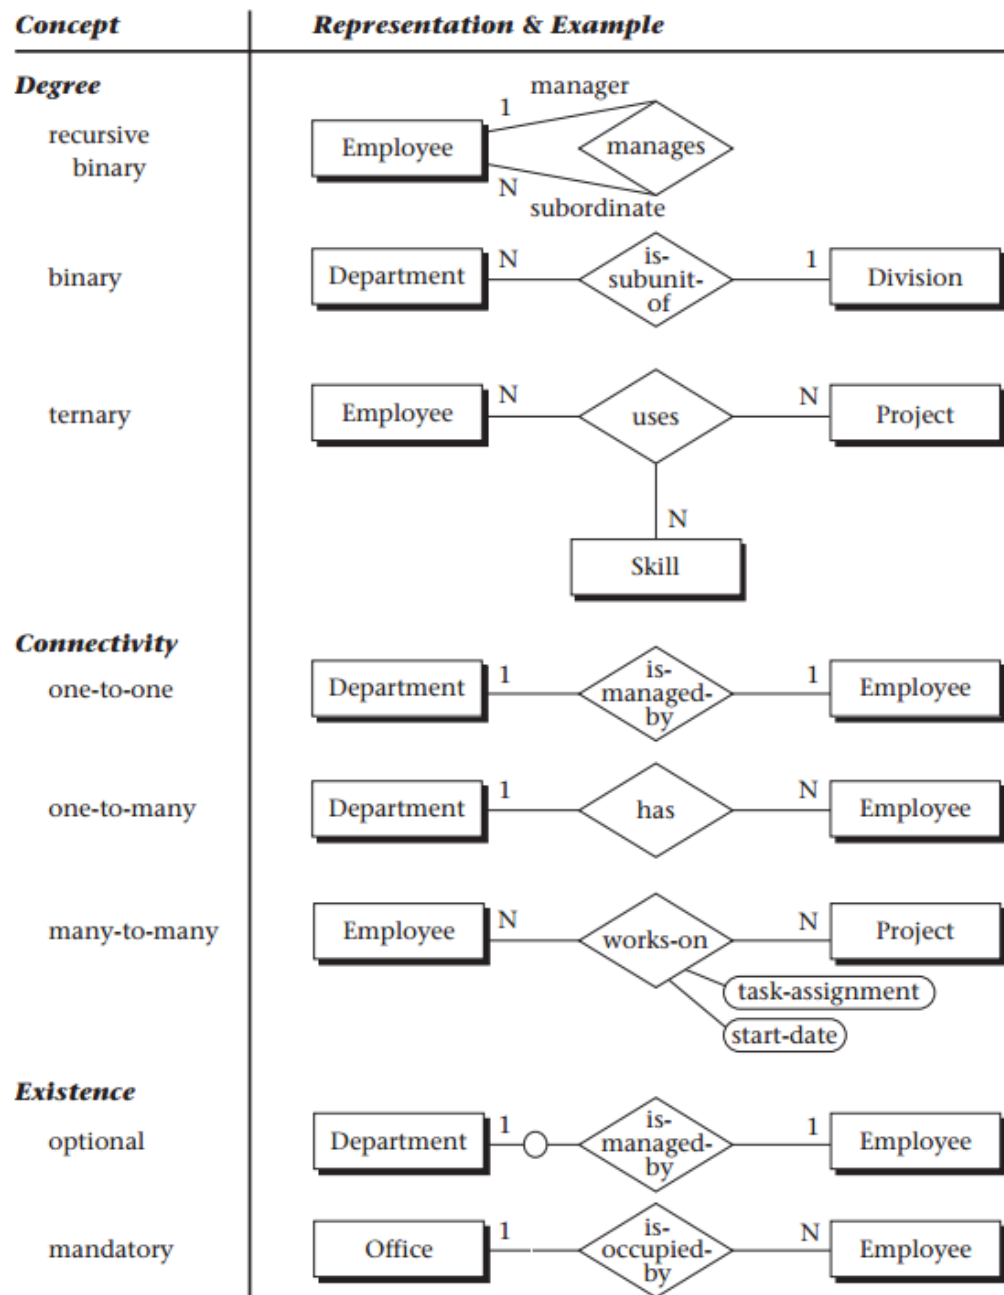 Concept Representation & Example
Degree
manager
1
recursive
binary
Employee
manages
N
subordinate
binary
Department
N
is-
subunit-
of
1
Division
ternary
Employee
N
uses
N
Project
N
Skill
Connectivity
one-to-one
Department
1
is-
managed-
by
1
Employee
one-to-many
Department
1
has
N
Employee
many-to-many
Employee
N
works-on
N
Project
task-assignment
start-date
Existence
optional
Department
1
is-
managed-
by
1
Employee
mandatory
Office
1
is-
occupied-
by
N
Employee